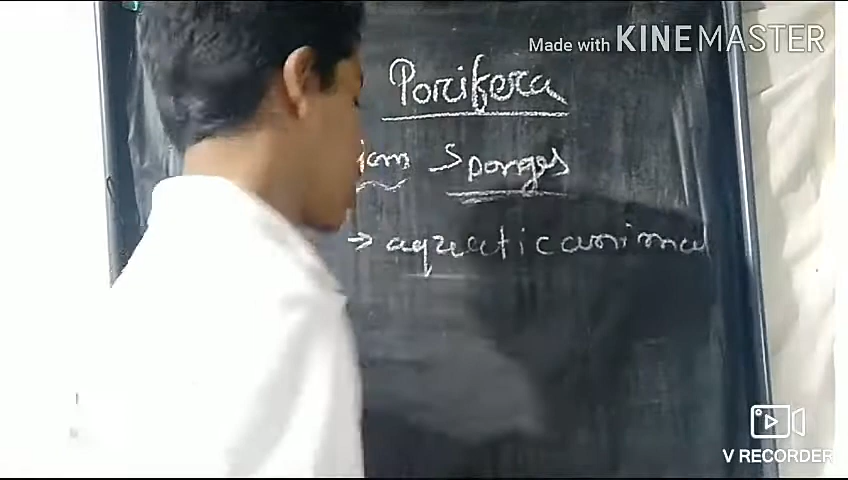 Made with KINEMASTER
Porifera
Sponges
→ aquatic animal
V RECORDER